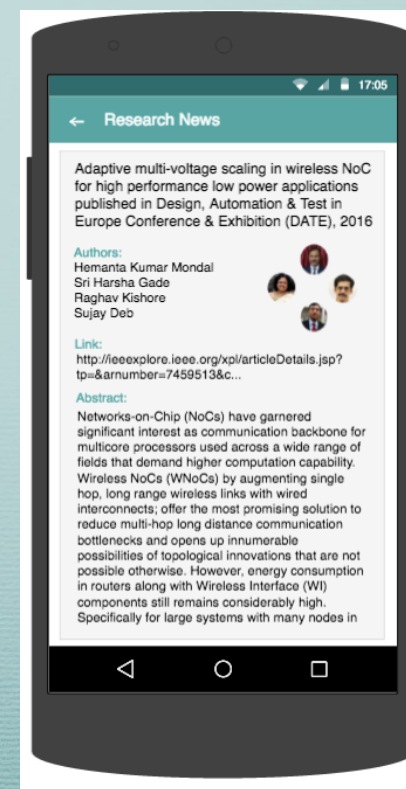 17:05
Research News
Adaptive multi-voltage scaling in wireless NoC
for high performance low power applications
published in Design, Automation & Test in
Europe Conference & Exhibition (DATE), 2016
Authors:
Hemanta Kumar Mondal
Sri Harsha Gade
Raghav Kishore
Sujay Deb
Link:
http://ieeexplore.ieee.org/xpl/articleDetails.jsp?
tp=&arnumber=7459513&c...
Abstract:
Networks-on-Chip (NoCs) have garnered
significant interest as communication backbone for
multicore processors used across a wide range of
fields that demand higher computation capability.
Wireless NoCs (WNoCs) by augmenting single
hop, long range wireless links with wired
interconnects; offer the most promising solution to
reduce multi-hop long distance communication
bottlenecks and opens up innumerable
possibilities of topological innovations that are not
possible otherwise. However, energy consumption
in routers along with Wireless Interface (WI)
components still remains considerably high.
Specifically for large systems with many nodes in